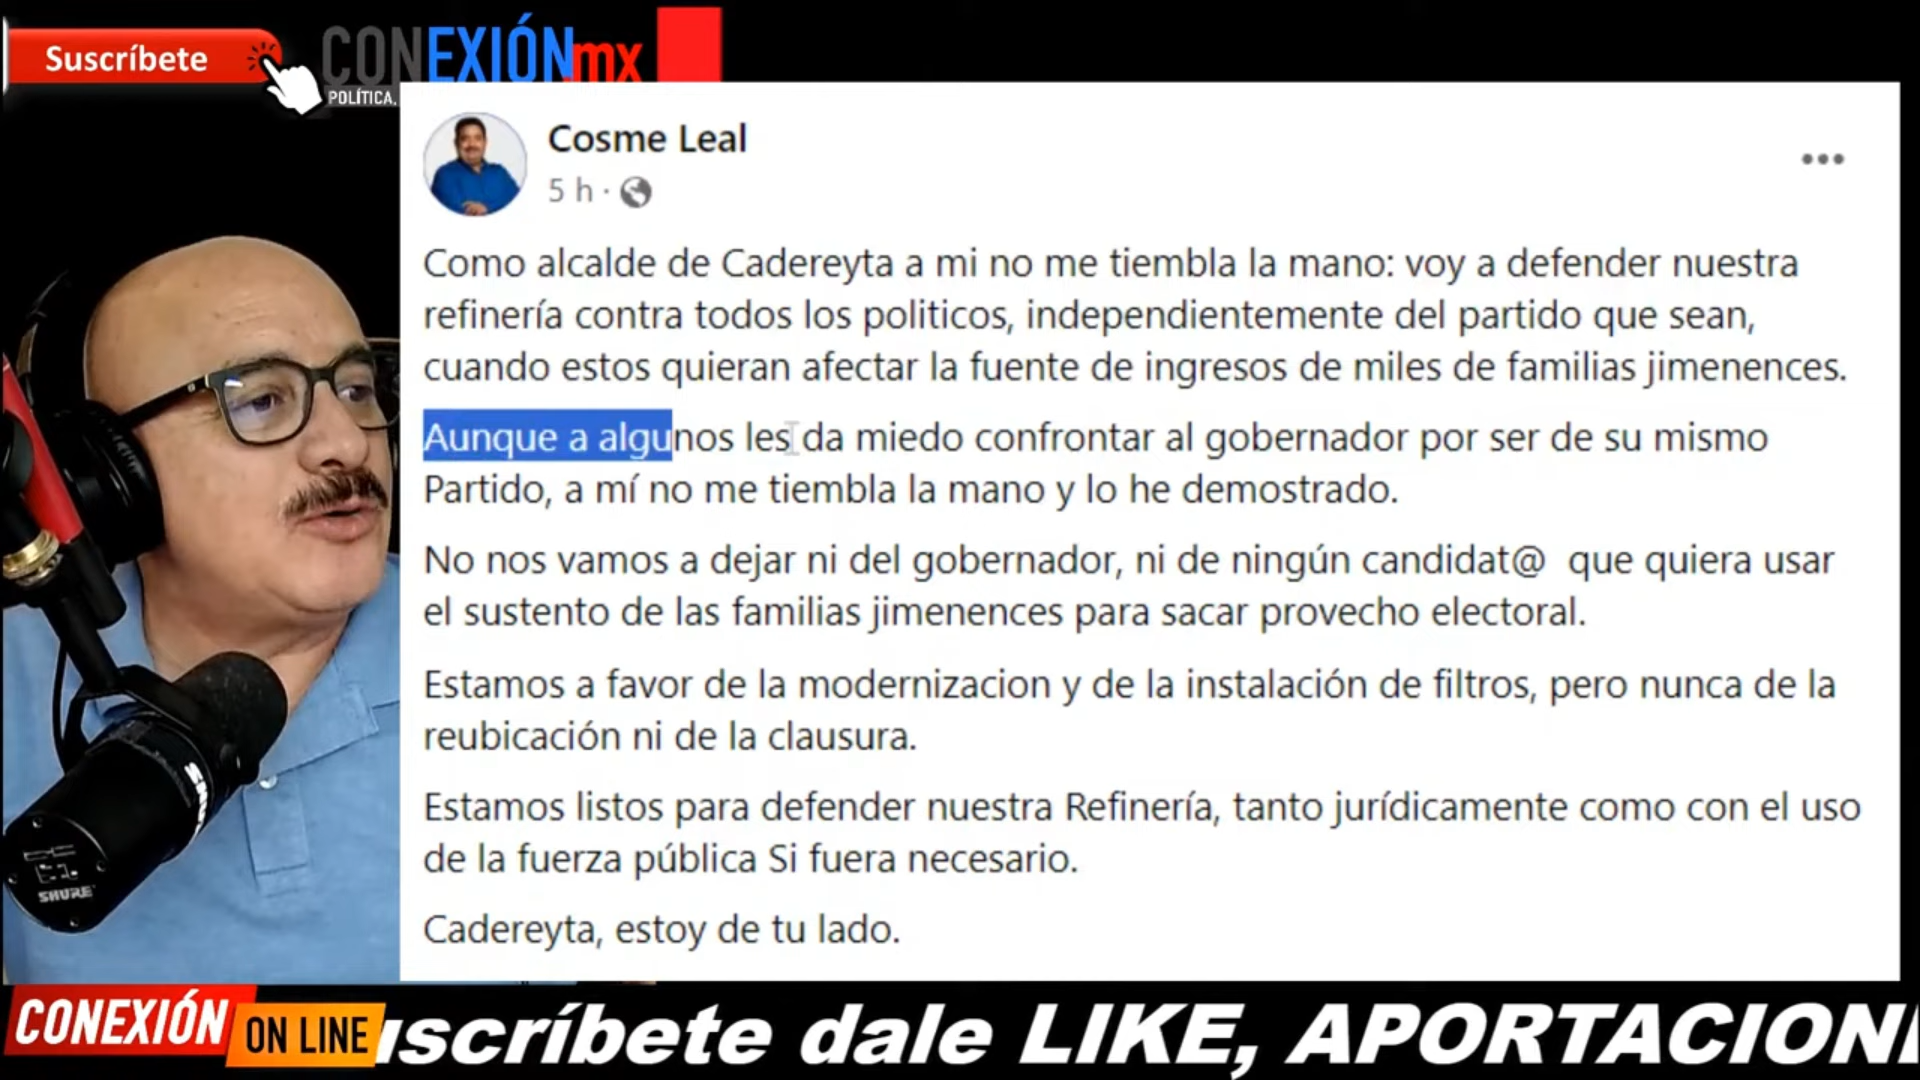 Suscríbete
CONEXIÓNmx
POLÍTICA,
Cosme Leal
5 h ·
Como alcalde de Cadereyta a mi no me tiembla la mano: voy a defender nuestra
refinería contra todos los politicos, independientemente del partido que sean,
cuando estos quieran afectar la fuente de ingresos de miles de familias jimenences.
Aunque a algunos les da miedo confrontar al gobernador por ser de su mismo
Partido, a mí no me tiembla la mano y lo he demostrado.
No nos vamos a dejar ni del gobernador, ni de ningún candidat@ que quiera usar
el sustento de las familias jimenences para sacar provecho electoral.
Estamos a favor de la modernizacion y de la instalación de filtros, pero nunca de la
reubicación ni de la clausura.
Estamos listos para defender nuestra Refinería, tanto jurídicamente como con el uso
de la fuerza pública Si fuera necesario.
Cadereyta, estoy de tu lado.
SHURE
CONEXIÓN
ON LINE
uscríbete dale LIKE, APORTACION